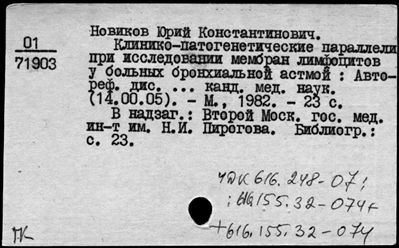 Новиков Юрий Константинович.
01
71903
Клинико-патогенетические параллели
при исследовании мембран лимфоцитов
у больных бронхиальной астмой : Авто-
реф. дис. ... канд. мед. наук.
(14.00.05). - М., 1982. - 23 с.
В надзаг.: Второй Моск. гос. мед.
ин-т им. Н.И. Пирогова. Библиогр.:
с. 23.
УДК 616.248-07;
:616.155.32-074+
+616.155.32-074
ПК